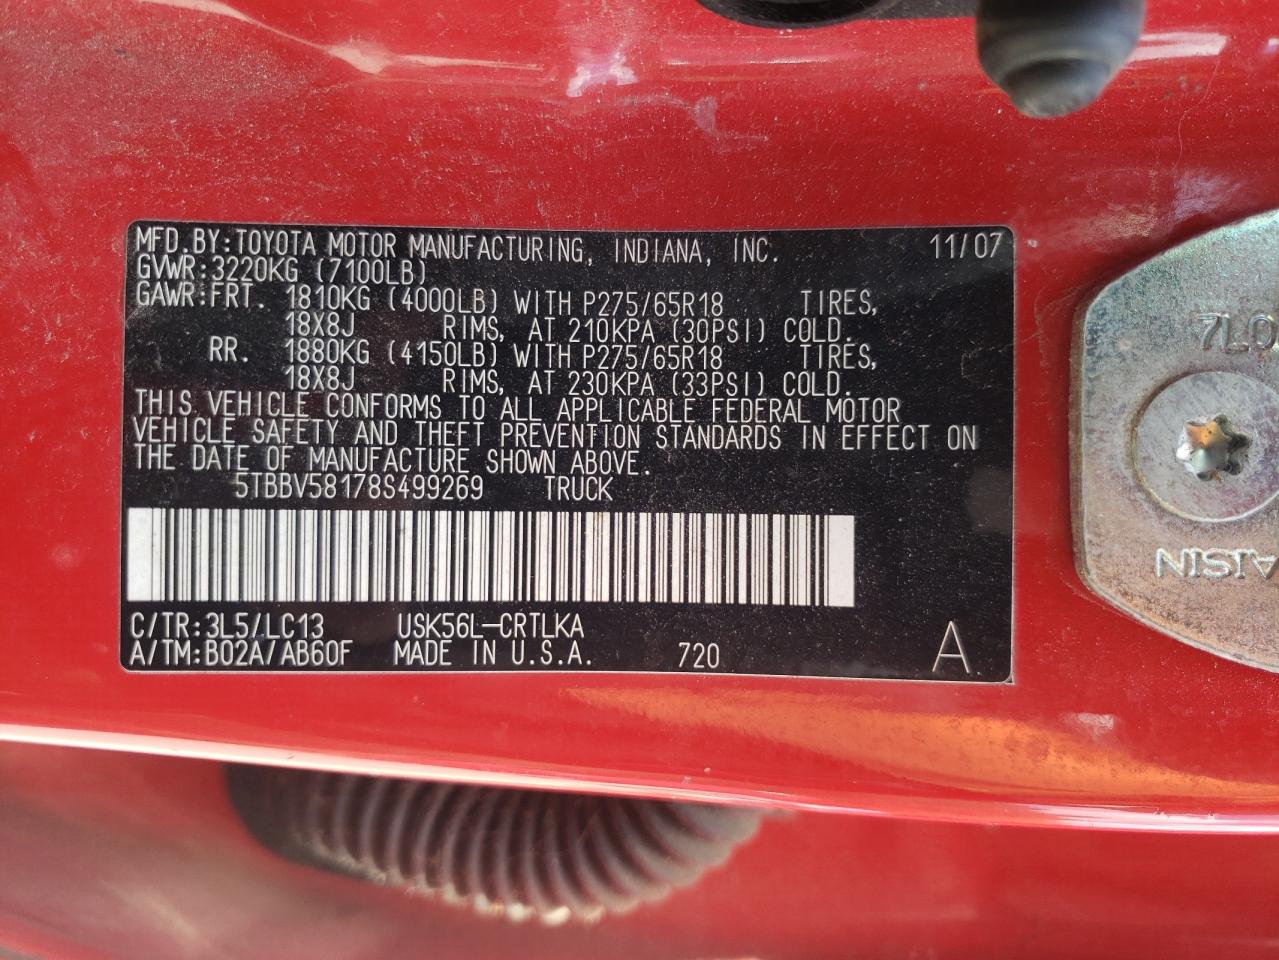 MFD.BY:TOYOTA MOTOR MANUFACTURING, INDIANA, INC. 11/07
GVWR:3220KG (7100LB)
GAWR:FRT. 1810KG (4000LB) WITH P275/65R18 TIRES,
18X8J RIMS, AT 210KPA (30PSI) COLD.
RR. 1880KG (4150LB) WITH P275/65R18 TIRES,
18X8J RIMS, AT 230KPA (33PSI) COLD.
THIS VEHICLE CONFORMS TO ALL APPLICABLE FEDERAL MOTOR
VEHICLE SAFETY AND THEFT PREVENTION STANDARDS IN EFFECT ON
THE DATE OF MANUFACTURE SHOWN ABOVE.
5TBBV58178S499269 TRUCK
C/TR:3L5/LC13 USK56L-CRTLKA
A/TM:B02A/AB60F MADE IN U.S.A. 720 A
AISIN